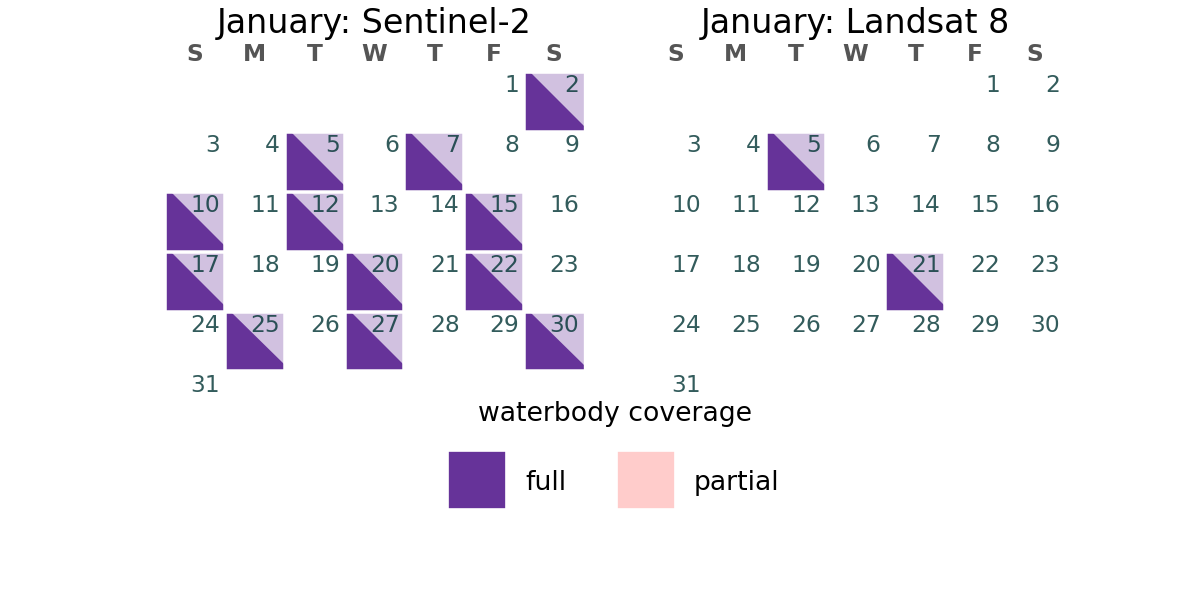 January: Sentinel-2
S M T W T F S
1 2
3 4 5 6 7 8 9
10 11 12 13 14 15 16
17 18 19 20 21 22 23
24 25 26 27 28 29 30
31
January: Landsat 8
S M T W T F S
1 2
3 4 5 6 7 8 9
10 11 12 13 14 15 16
17 18 19 20 21 22 23
24 25 26 27 28 29 30
31
waterbody coverage
full partial